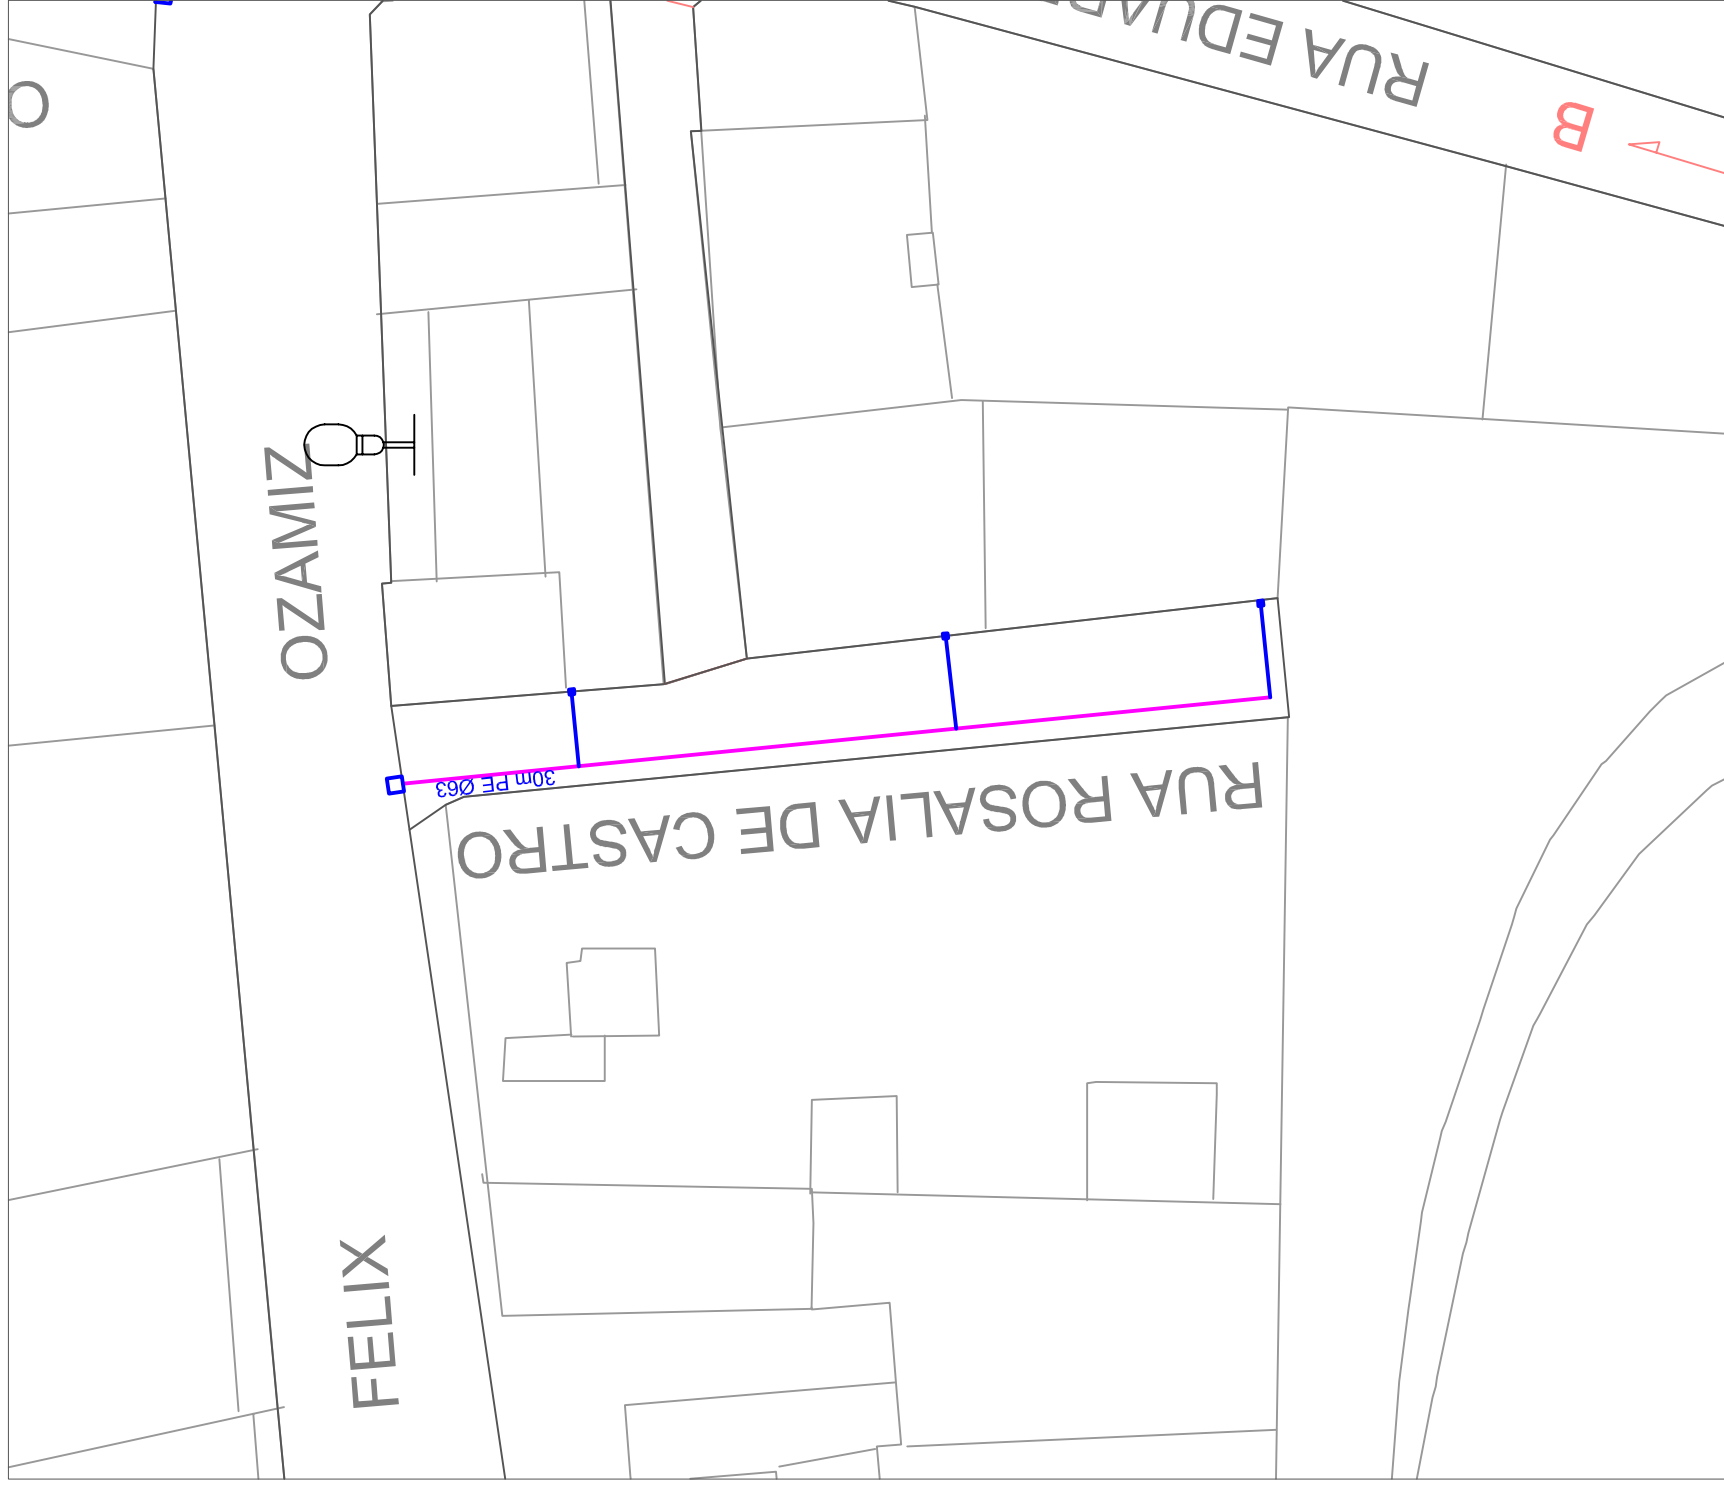 RUA EDUAR
B
O
FELIX OZAMIZ
30m PE Ø63
RUA ROSALIA DE CASTRO